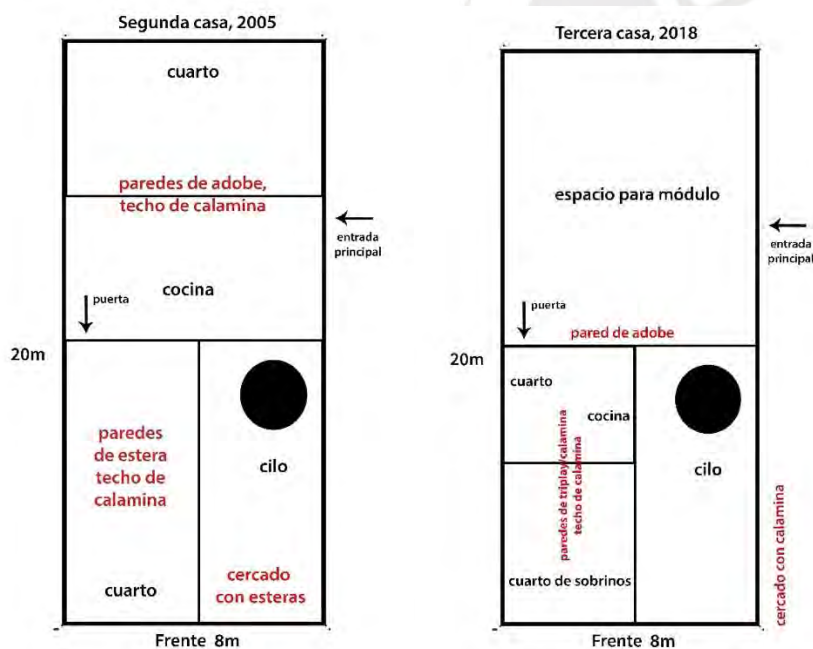 Segunda casa, 2005
cuarto
paredes de adobe,
techo de calamina
entrada
principal
cocina
puerta
20m
paredes
de estera
techo de
calamina
cilo
cuarto
cercado
con esteras
Frente 8m
Tercera casa, 2018
espacio para módulo
entrada
principal
puerta
pared de adobe
20m
cuarto
cocina
paredes de triplay/calamina
techo de calamina
cilo
cuarto de sobrinos
cercado con calamina
Frente 8m